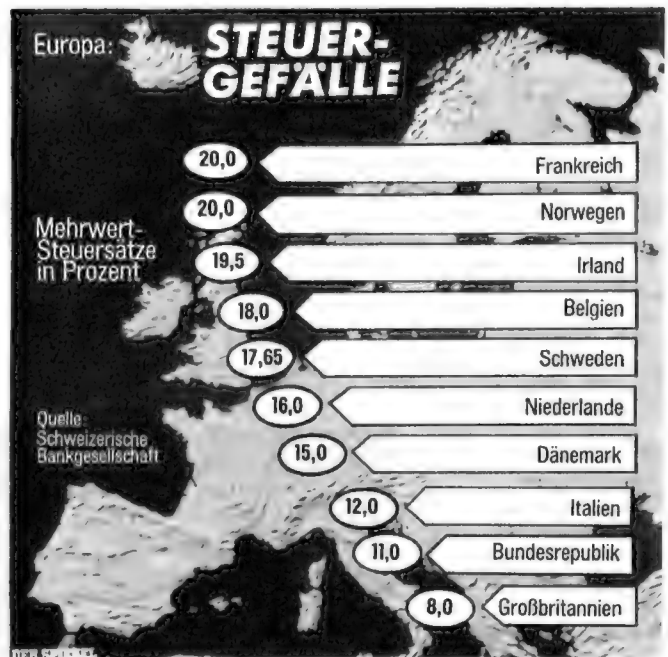 Europa:
STEUER-
GEFÄLLE
Mehrwert-
Steuersätze
in Prozent
20,0 Frankreich
20,0 Norwegen
19,5 Irland
18,0 Belgien
17,65 Schweden
16,0 Niederlande
15,0 Dänemark
12,0 Italien
11,0 Bundesrepublik
8,0 Großbritannien
Quelle:
Schweizerische
Bankgesellschaft
DER SPIEGEL